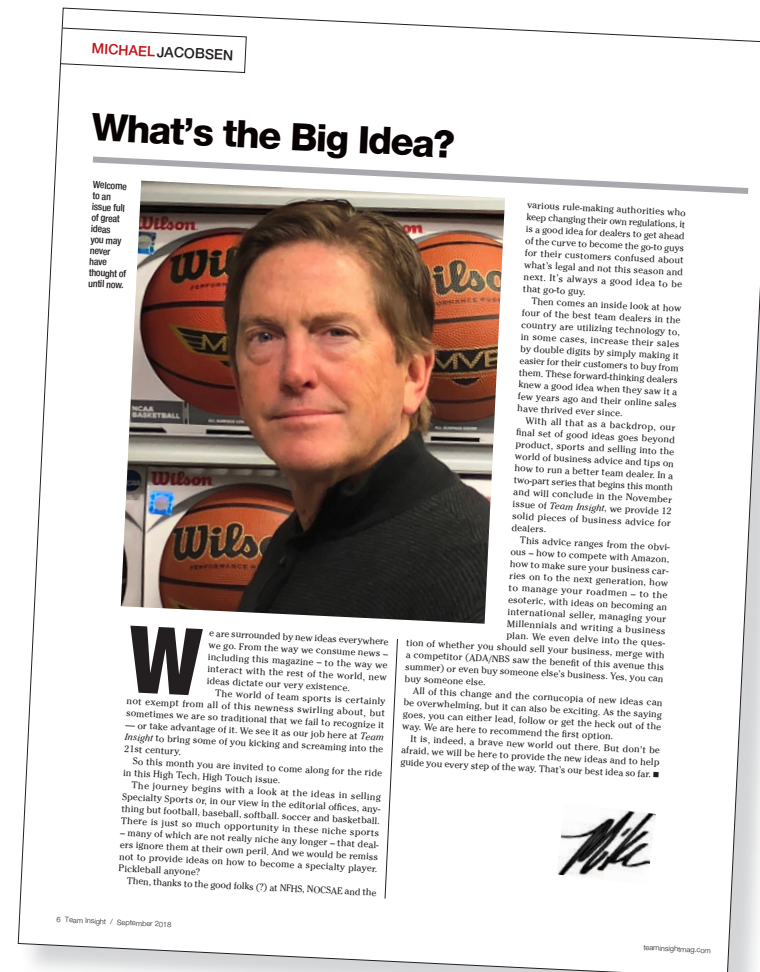 MICHAELJACOBSEN
What's the Big Idea?
Welcome
to an
issue full
of great
ideas
you may
never
have
thought of
until now.
Wilson
Wil
PERFORM
NCAA
BASKETBALL
ilso
MVE
Wilson
Wils
PERFORMANCE
We are surrounded by new ideas everywhere
we go. From the way we consume news –
including this magazine – to the way we
interact with the rest of the world, new
ideas dictate our very existence.
The world of team sports is certainly
not exempt from all of this newness swirling about, but
sometimes we are so traditional that we fail to recognize it
— or take advantage of it. We see it as our job here at Team
Insight to bring some of you kicking and screaming into the
21st century.
So this month you are invited to come along for the ride
in this High Tech, High Touch issue.
The journey begins with a look at the ideas in selling
Specialty Sports or, in our view in the editorial offices, any-
thing but football, baseball, softball. soccer and basketball.
There is just so much opportunity in these niche sports
– many of which are not really niche any longer – that deal-
ers ignore them at their own peril. And we would be remiss
not to provide ideas on how to become a specialty player.
Pickleball anyone?
Then, thanks to the good folks (?) at NFHS, NOCSAE and the
various rule-making authorities who
keep changing their own regulations, it
is a good idea for dealers to get ahead
of the curve to become the go-to guys
for their customers confused about
what's legal and not this season and
next. It's always a good idea to be
that go-to guy.
Then comes an inside look at how
four of the best team dealers in the
country are utilizing technology to,
in some cases, increase their sales
by double digits by simply making it
easier for their customers to buy from
them. These forward-thinking dealers
knew a good idea when they saw it a
few years ago and their online sales
have thrived ever since.
With all that as a backdrop, our
final set of good ideas goes beyond
product, sports and selling into the
world of business advice and tips on
how to run a better team dealer. In a
two-part series that begins this month
and will conclude in the November
issue of Team Insight, we provide 12
solid pieces of business advice for
dealers.
This advice ranges from the obvi-
ous – how to compete with Amazon,
how to make sure your business car-
ries on to the next generation, how
to manage your roadmen – to the
esoteric, with ideas on becoming an
international seller, managing your
Millennials and writing a business
plan. We even delve into the ques-
tion of whether you should sell your business, merge with
a competitor (ADA/NBS saw the benefit of this avenue this
summer) or even buy someone else's business. Yes, you can
buy someone else.
All of this change and the cornucopia of new ideas can
be overwhelming, but it can also be exciting. As the saying
goes, you can either lead, follow or get the heck out of the
way. We are here to recommend the first option.
It is, indeed, a brave new world out there. But don't be
afraid, we will be here to provide the new ideas and to help
guide you every step of the way. That's our best idea so far. ■
Mike
6 Team Insight / September 2018
teaminsightmag.com